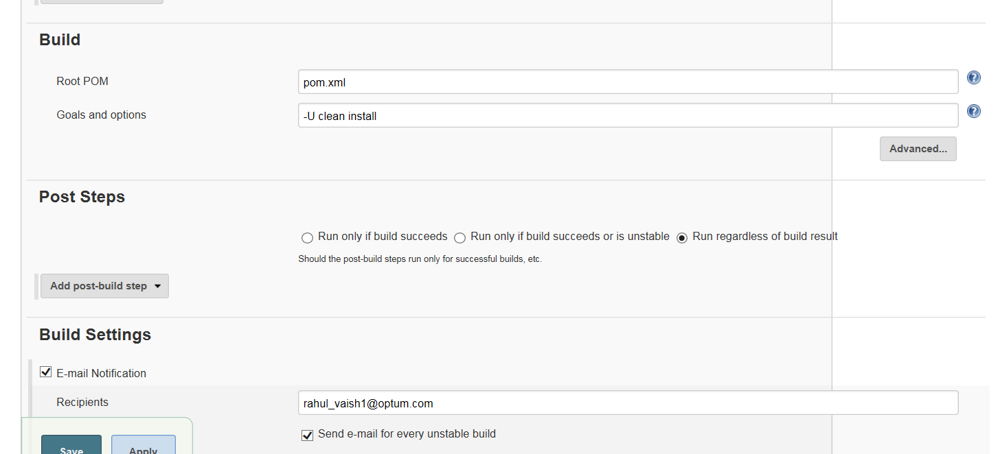 Build
Root POM pom.xml ?
Goals and options -U clean install ?
Advanced...
Post Steps
Run only if build succeeds Run only if build succeeds or is unstable Run regardless of build result
Should the post-build steps run only for successful builds, etc.
Add post-build step
Build Settings
E-mail Notification
Recipients rahul_vaish1@optum.com
Send e-mail for every unstable build
Save Apply